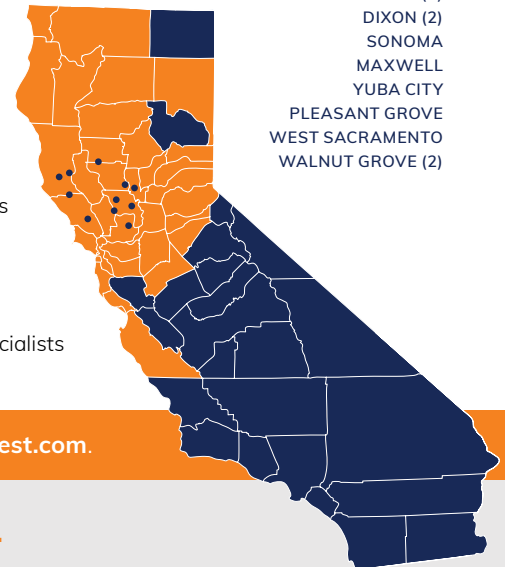 DIXON (2)
SONOMA
MAXWELL
YUBA CITY
PLEASANT GROVE
WEST SACRAMENTO
WALNUT GROVE (2)
s
cialists
est.com.